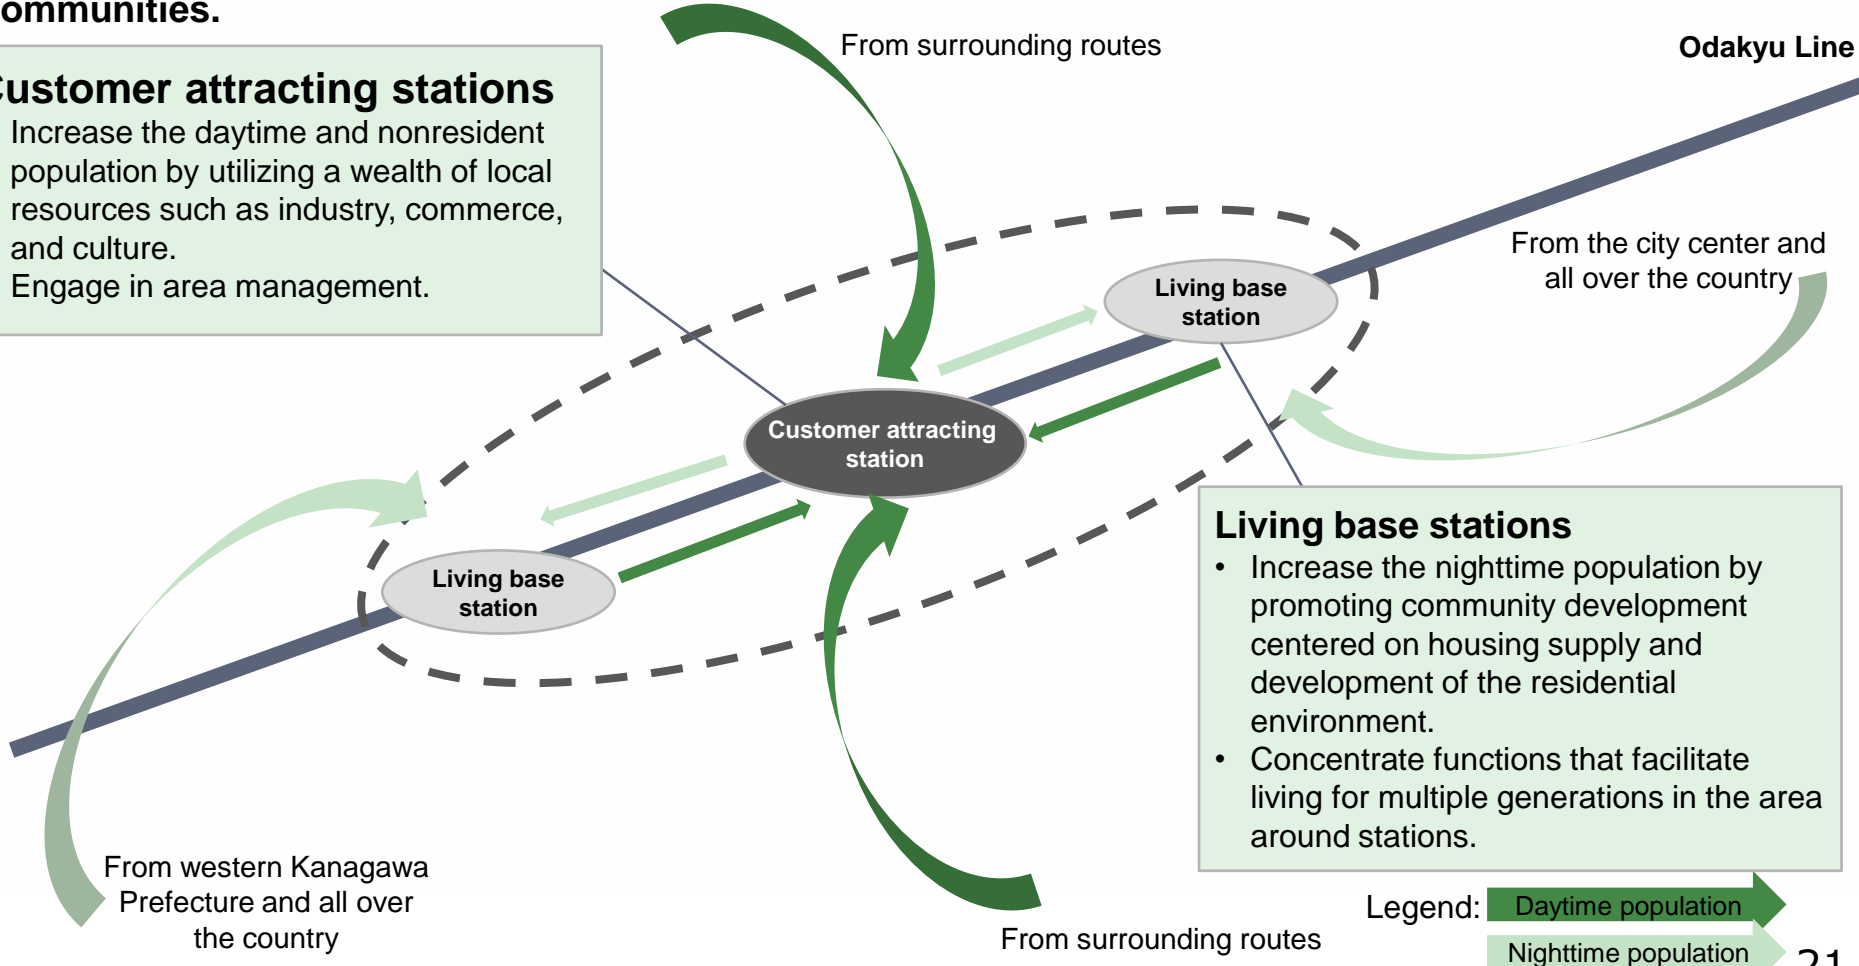 ommunities.
Customer attracting stations
Increase the daytime and nonresident
population by utilizing a wealth of local
resources such as industry, commerce,
and culture.
Engage in area management.
From surrounding routes
Odakyu Line
From the city center and
all over the country
Living base
station
Customer attracting
station
Living base
station
Living base stations
• Increase the nighttime population by
promoting community development
centered on housing supply and
development of the residential
environment.
• Concentrate functions that facilitate
living for multiple generations in the area
around stations.
From western Kanagawa
Prefecture and all over
the country
From surrounding routes
Legend:
Daytime population
Nighttime population
21